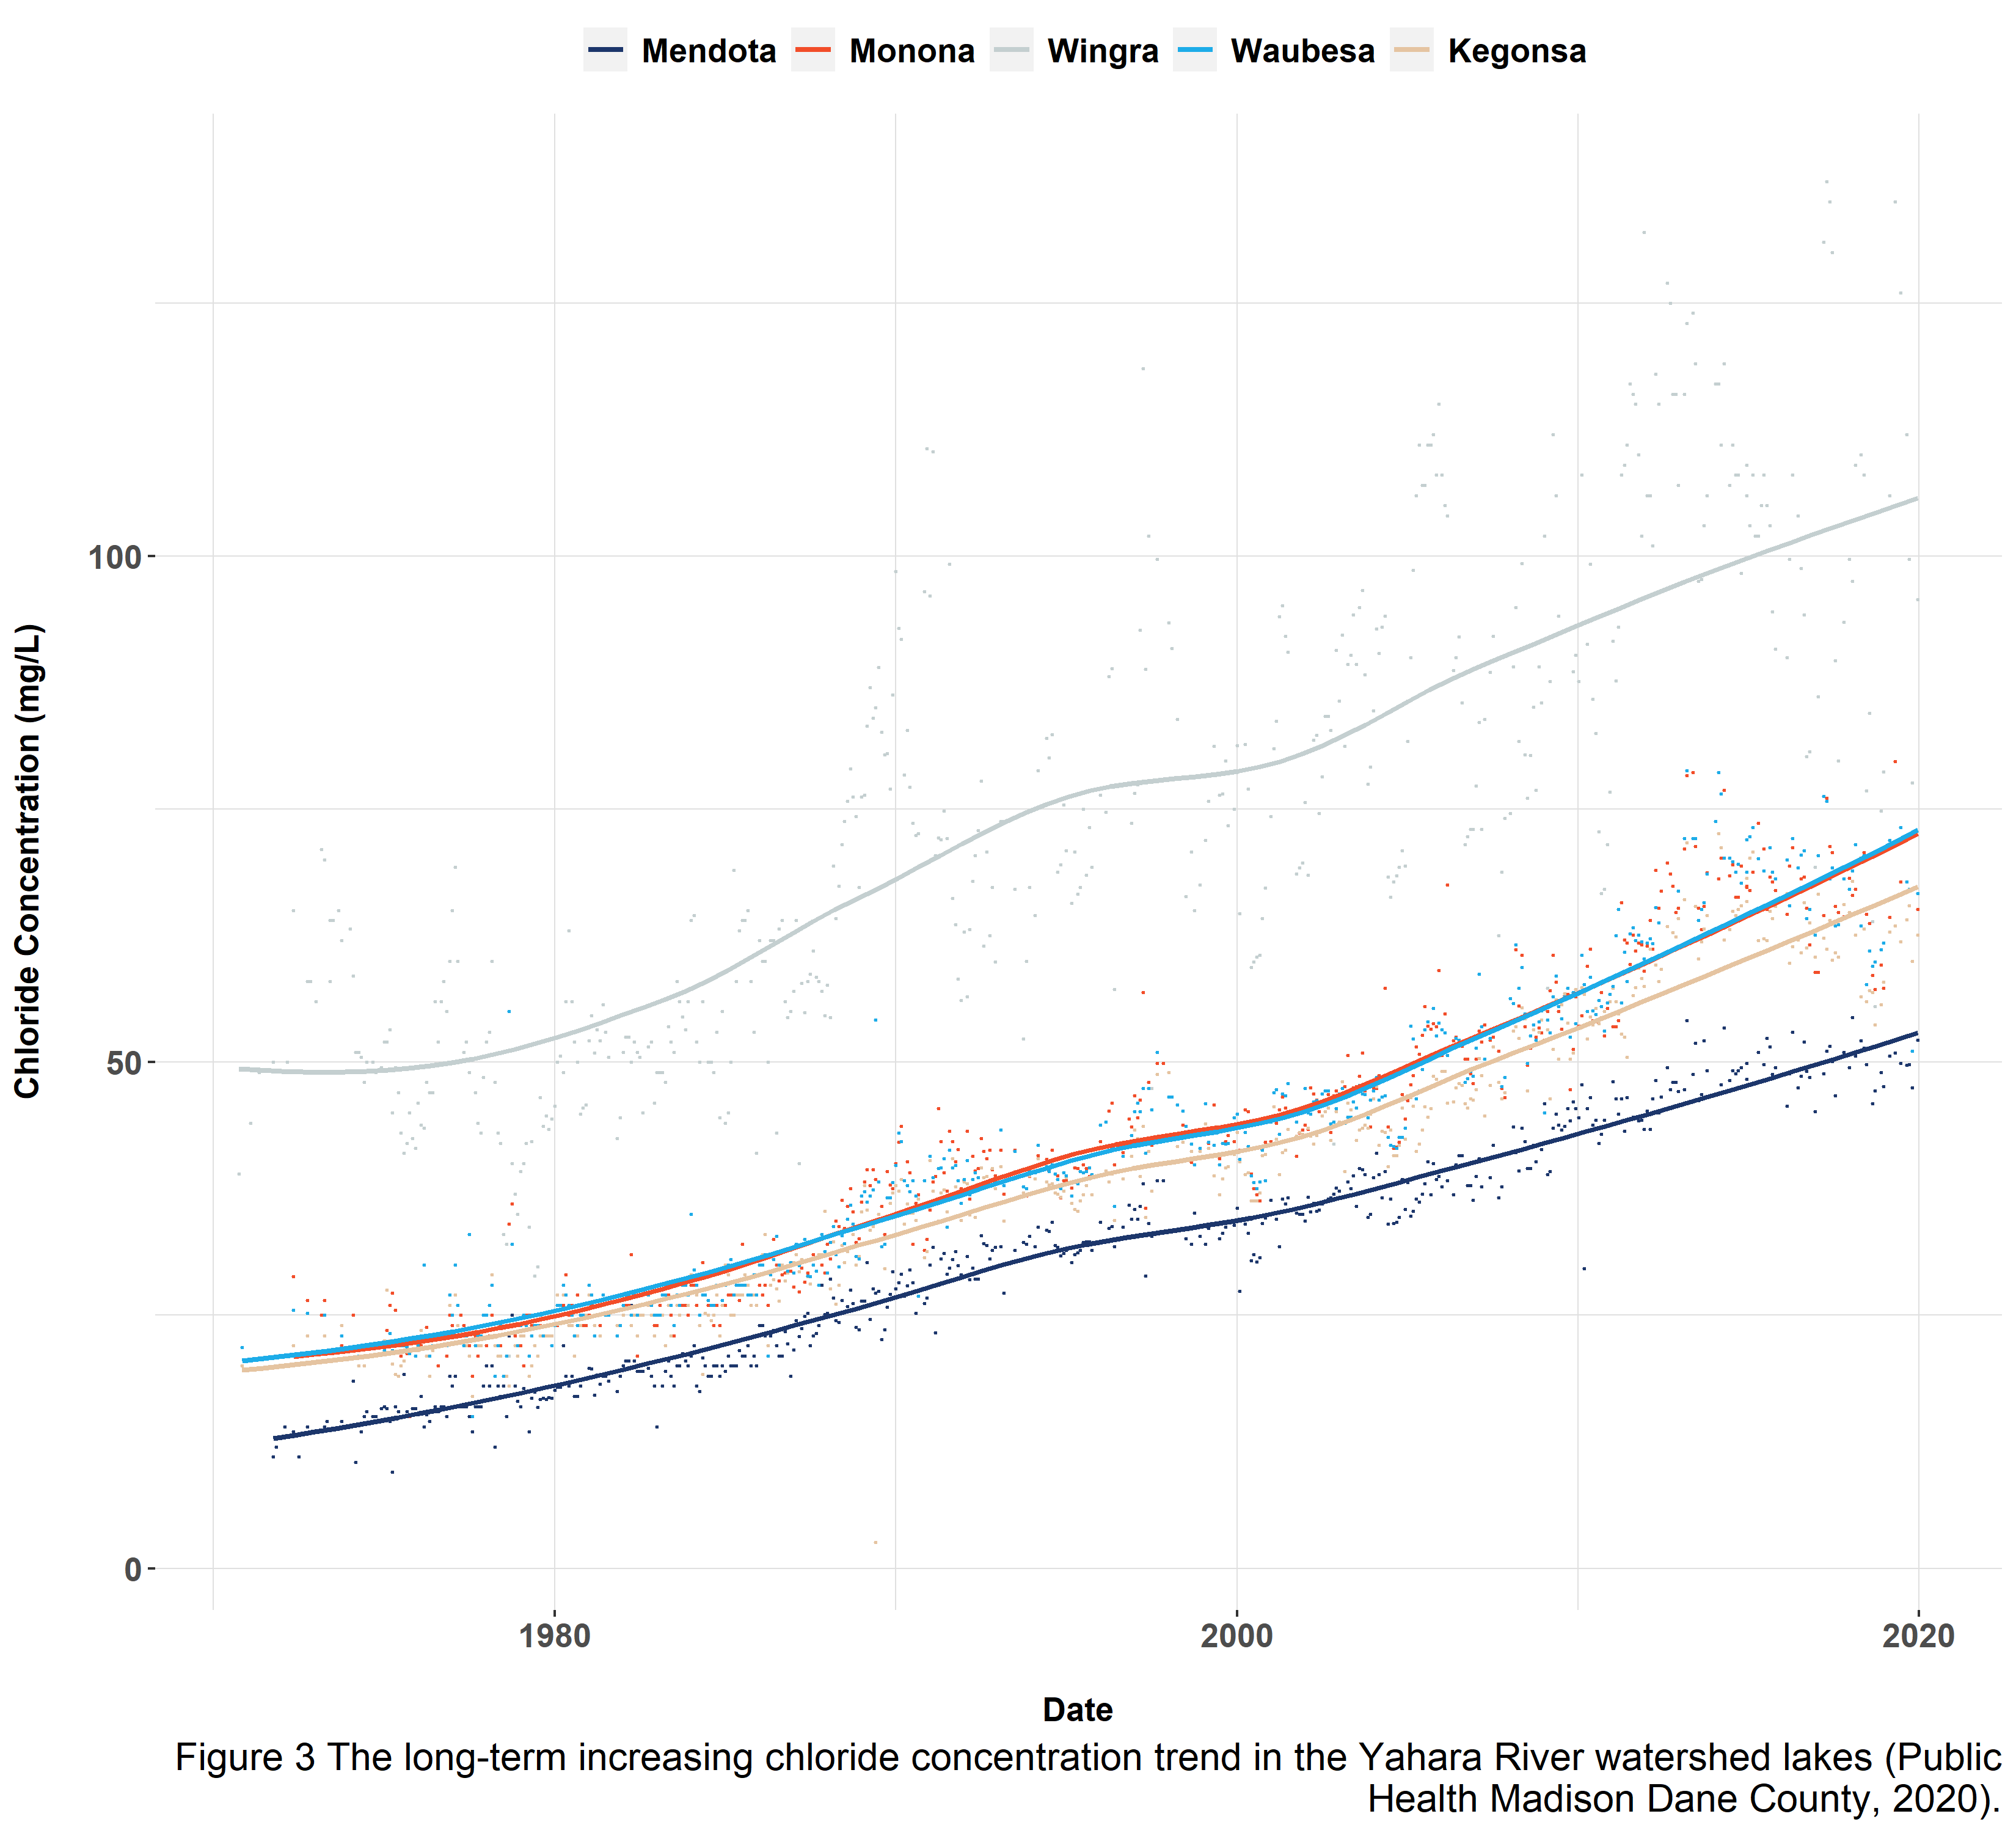 Mendota Monona Wingra Waubesa Kegonsa
Chloride Concentration (mg/L)
100
50
0
1980 2000 2020
Date
Figure 3 The long-term increasing chloride concentration trend in the Yahara River watershed lakes (Public
Health Madison Dane County, 2020).